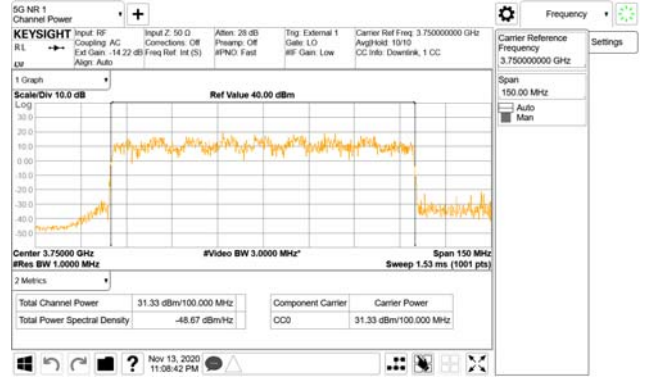 5G NR 1
Channel Power
Frequency
KEYSIGHT Input: RF Input Z: 50 Ω Atten: 28 dB Trig: External 1 Carrier Ref Freq: 3.750000000 GHz
RL Coupling: AC Corrections: Off Preamp: Off Gate: LO Avg|Hold: 10/10
Ext Gain: -14.22 dB Freq Ref: Int (S) #PNO: Fast #IF Gain: Low CC Info: Downlink, 1 CC
Align: Auto
Carrier Reference
Frequency
3.750000000 GHz
Settings
Span
150.00 MHz
Auto
Man
1 Graph
Scale/Div 10.0 dB Ref Value 40.00 dBm
Log
30.0
20.0
10.0
0.00
-10.0
-20.0
-30.0
-40.0
-50.0
Center 3.75000 GHz #Video BW 3.0000 MHz* Span 150 MHz
#Res BW 1.0000 MHz Sweep 1.53 ms (1001 pts)
2 Metrics
Total Channel Power 31.33 dBm/100.000 MHz Component Carrier Carrier Power
Total Power Spectral Density -48.67 dBm/Hz CC0 31.33 dBm/100.000 MHz
Nov 13, 2020
11:08:42 PM